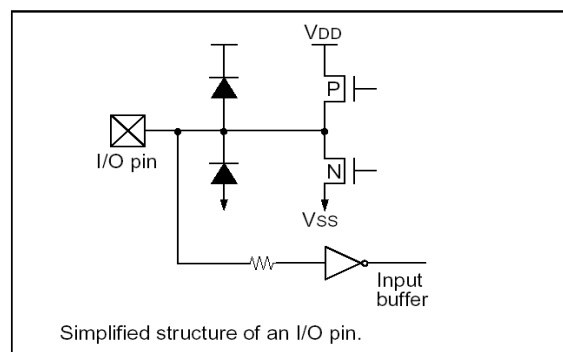 VDD
P
I/O pin
N
VSS
Input
buffer
Simplified structure of an I/O pin.